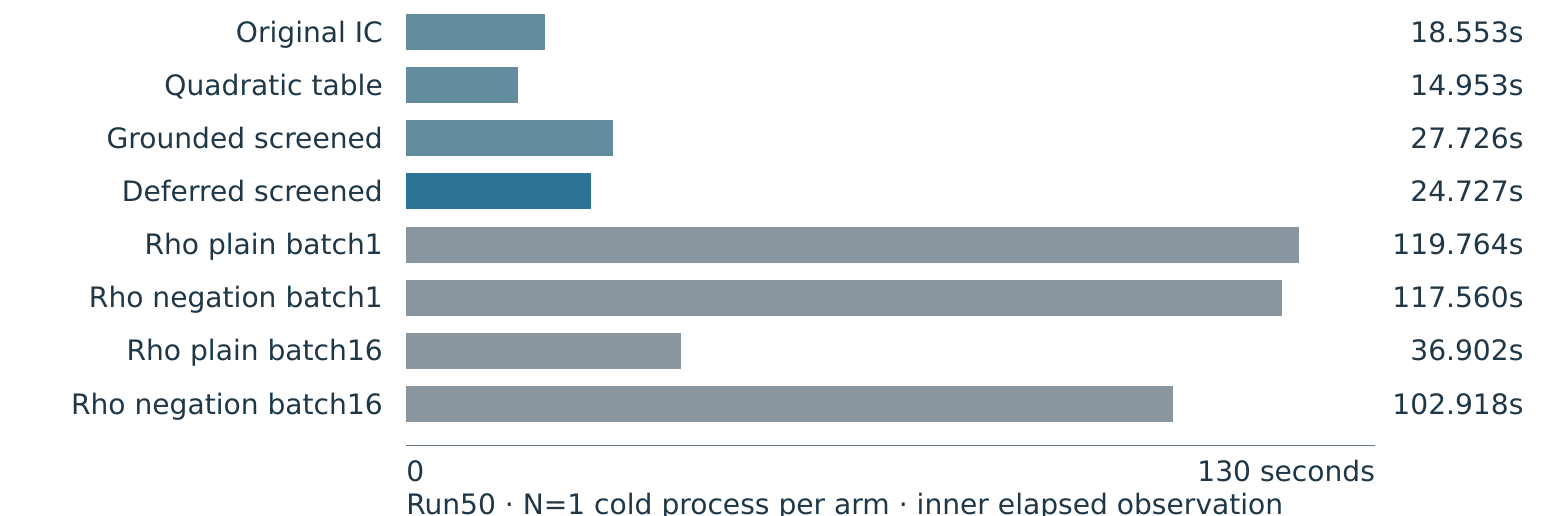 Original IC 18.553s
Quadratic table 14.953s
Grounded screened 27.726s
Deferred screened 24.727s
Rho plain batch1 119.764s
Rho negation batch1 117.560s
Rho plain batch16 36.902s
Rho negation batch16 102.918s
0 130 seconds
Run50 · N=1 cold process per arm · inner elapsed observation